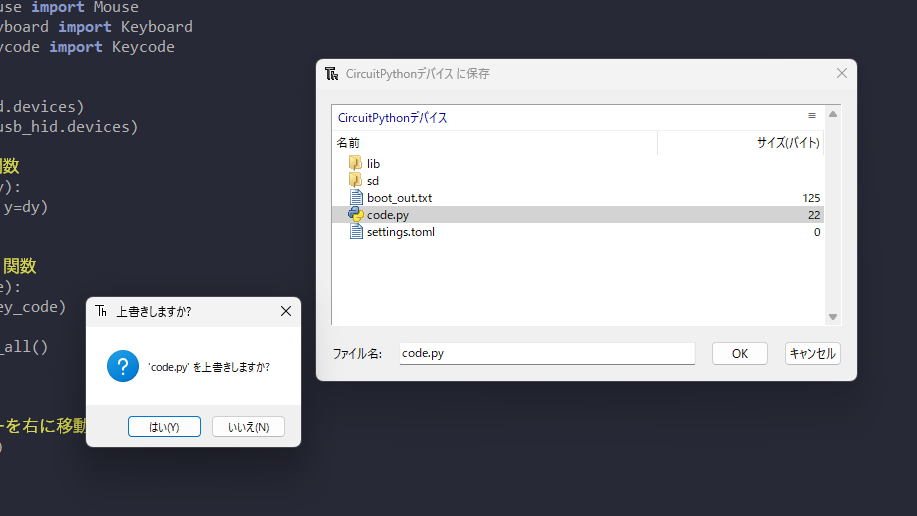 use import Mouse
yboard import Keyboard
ycode import Keycode
d.devices)
usb_hid.devices)
関数
y):
y=dy)
関数
e):
ey_code)
_all()
ーを右に移動
)
CircuitPythonデバイス に保存
CircuitPythonデバイス
名前 サイズ(バイト)
lib
sd
boot_out.txt 125
code.py 22
settings.toml 0
ファイル名: code.py OK キャンセル
Th 上書きしますか?
'code.py' を上書きしますか?
はい(Y) いいえ(N)